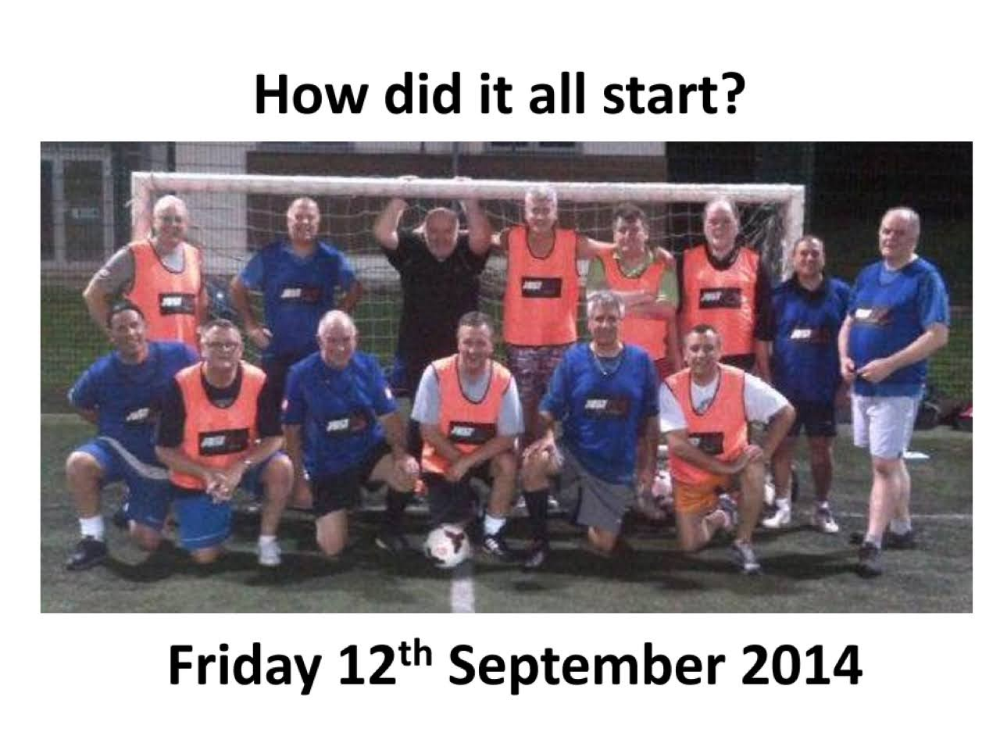 How did it all start?
Friday 12th September 2014